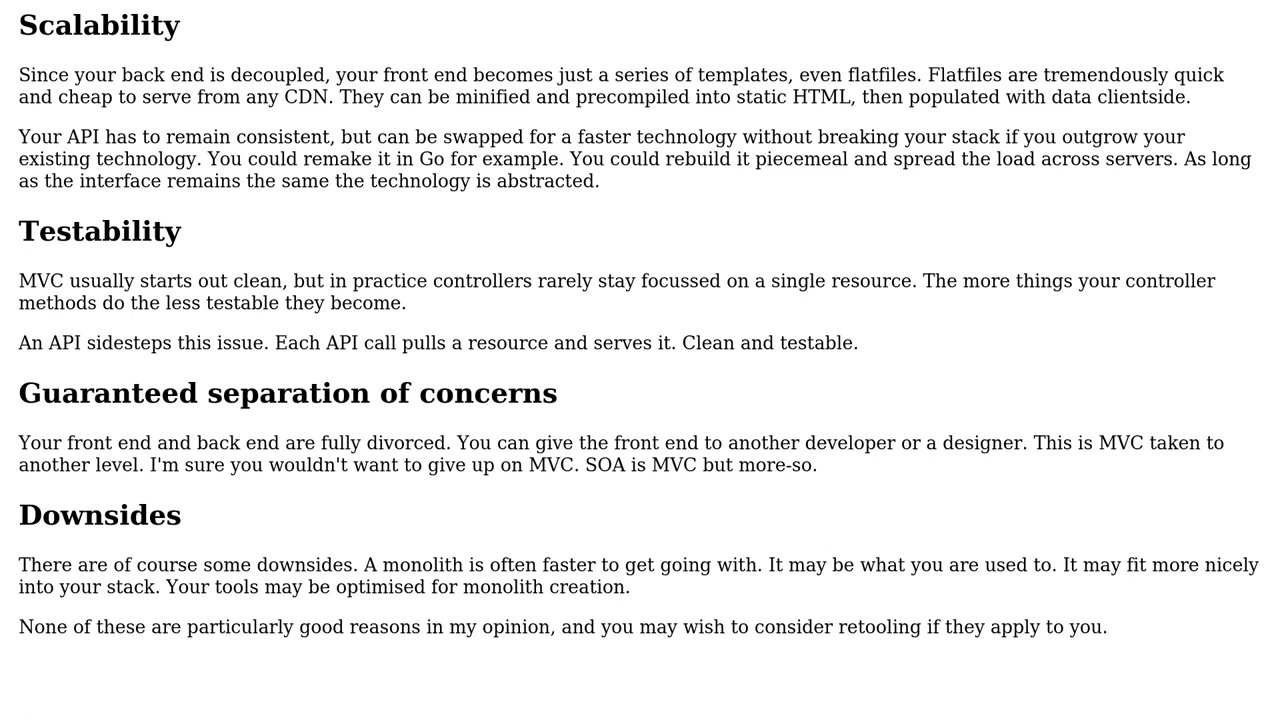 Scalability
Since your back end is decoupled, your front end becomes just a series of templates, even flatfiles. Flatfiles are tremendously quick
and cheap to serve from any CDN. They can be minified and precompiled into static HTML, then populated with data clientside.
Your API has to remain consistent, but can be swapped for a faster technology without breaking your stack if you outgrow your
existing technology. You could remake it in Go for example. You could rebuild it piecemeal and spread the load across servers. As long
as the interface remains the same the technology is abstracted.
Testability
MVC usually starts out clean, but in practice controllers rarely stay focussed on a single resource. The more things your controller
methods do the less testable they become.
An API sidesteps this issue. Each API call pulls a resource and serves it. Clean and testable.
Guaranteed separation of concerns
Your front end and back end are fully divorced. You can give the front end to another developer or a designer. This is MVC taken to
another level. I'm sure you wouldn't want to give up on MVC. SOA is MVC but more-so.
Downsides
There are of course some downsides. A monolith is often faster to get going with. It may be what you are used to. It may fit more nicely
into your stack. Your tools may be optimised for monolith creation.
None of these are particularly good reasons in my opinion, and you may wish to consider retooling if they apply to you.